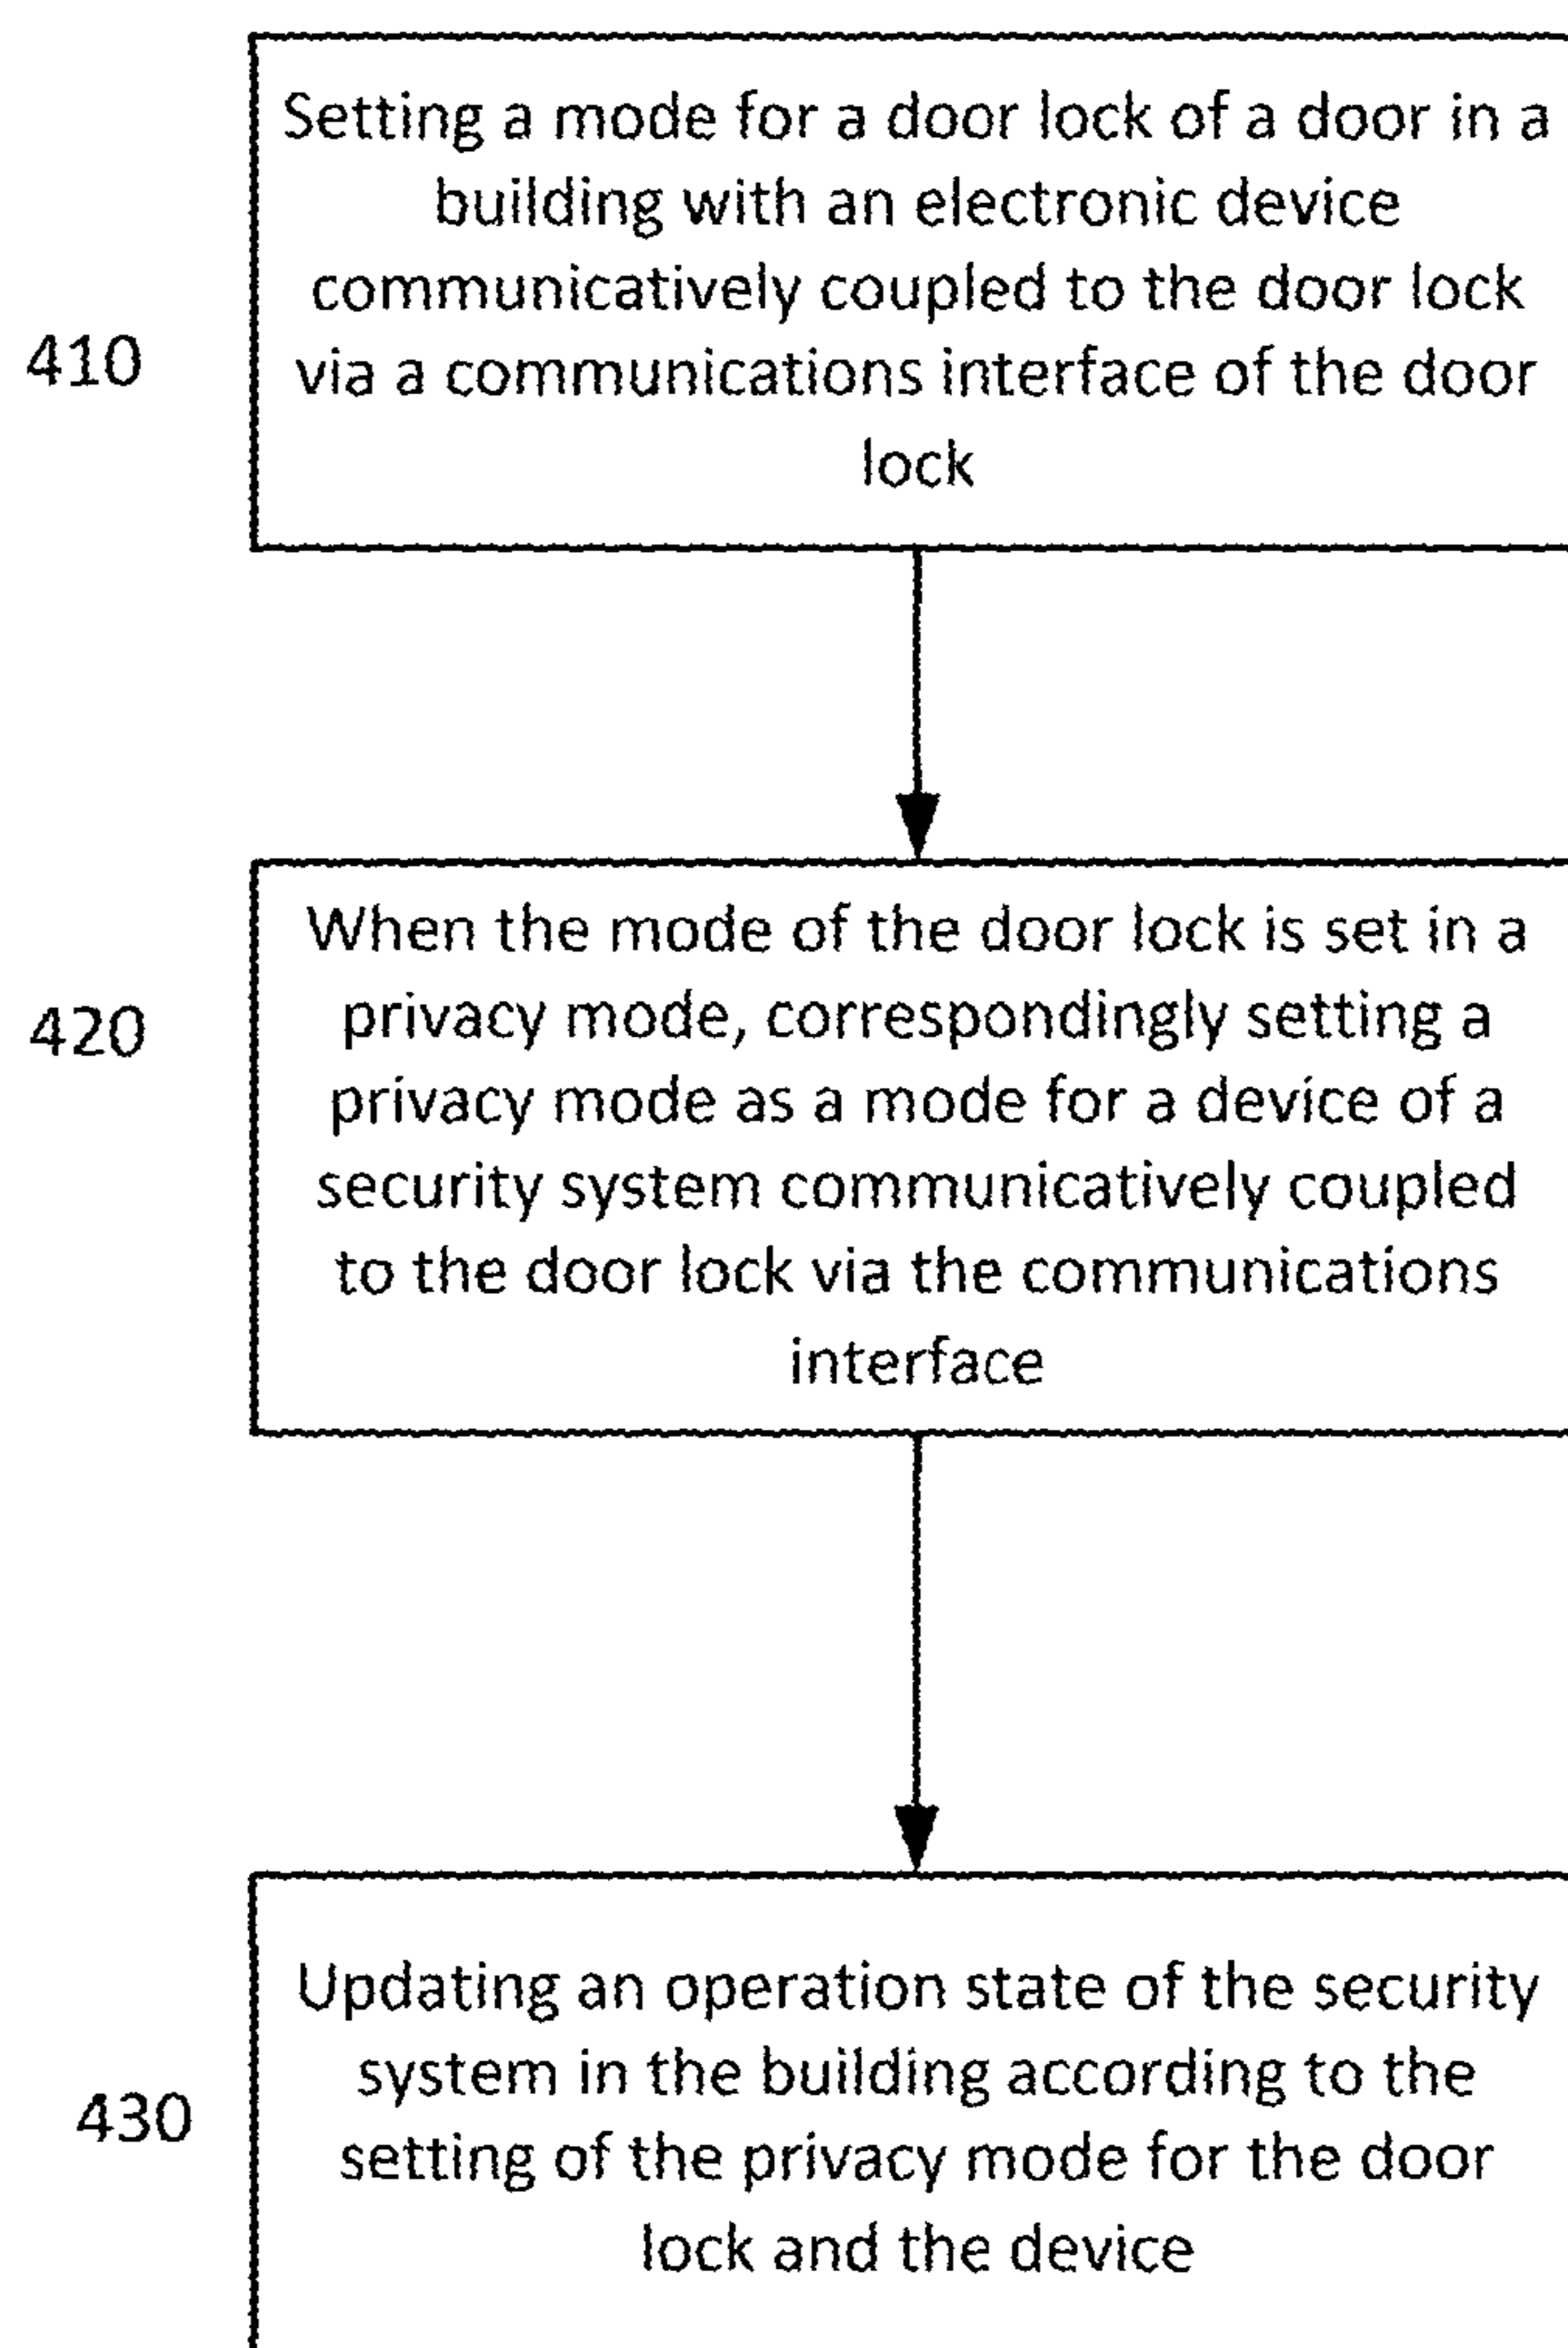 Setting a mode for a door lock of a door in a
building with an electronic device
communicatively coupled to the door lock
via a communications interface of the door
lock
410
When the mode of the door lock is set in a
privacy mode, correspondingly setting a
privacy mode as a mode for a device of a
security system communicatively coupled
to the door lock via the communications
interface
420
Updating an operation state of the security
system in the building according to the
setting of the privacy mode for the door
lock and the device
430